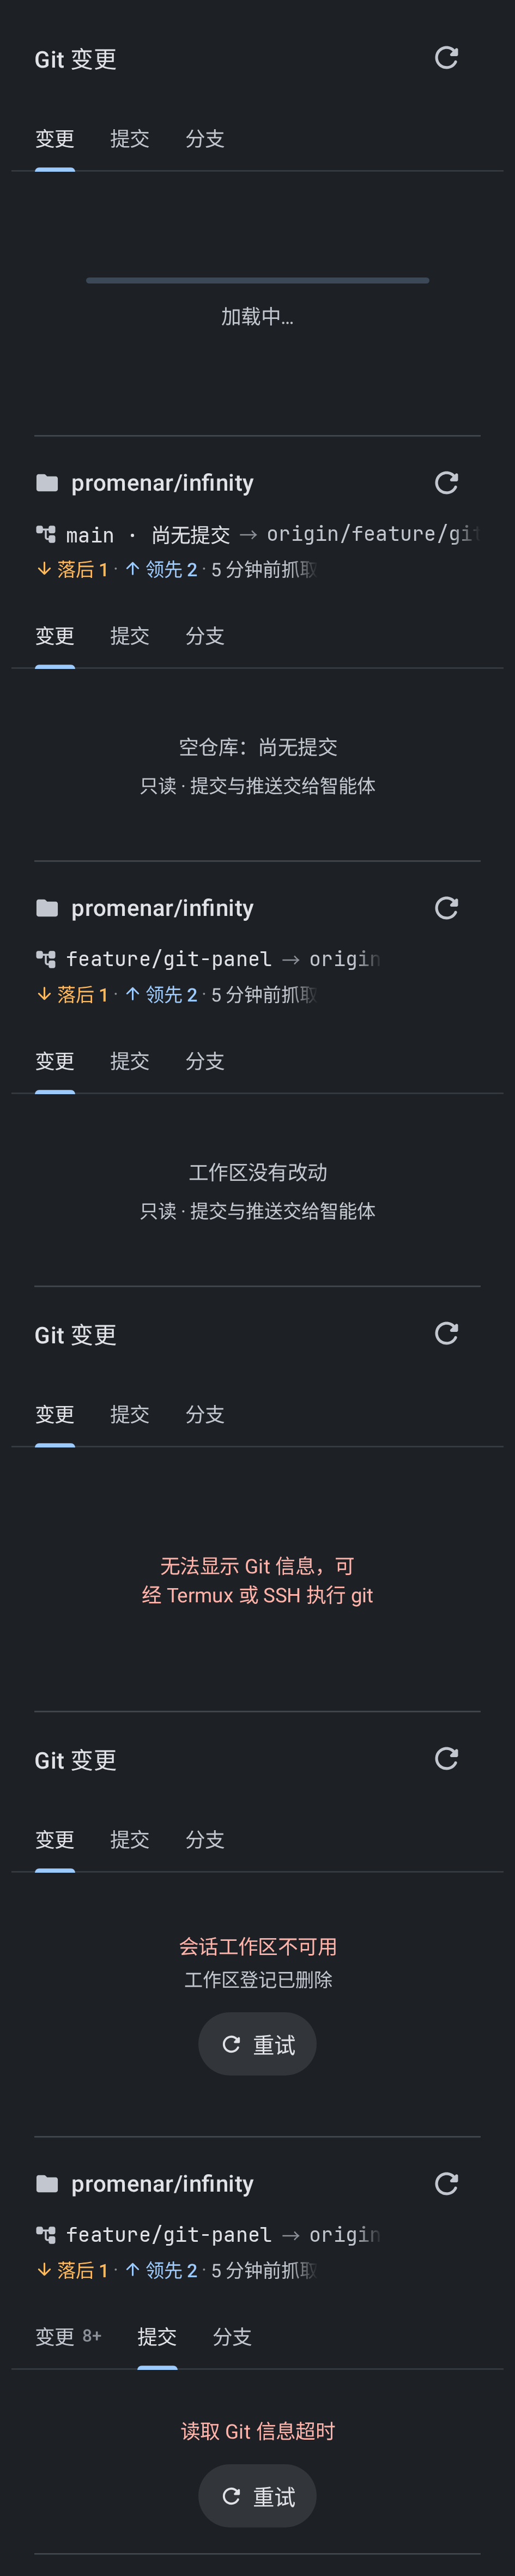 Git 变更
变更 提交 分支
加载中...
promenar/infinity
main · 尚无提交 → origin/feature/git
↓ 落后 1 · ↑ 领先 2 · 5 分钟前抓取
变更 提交 分支
空仓库：尚无提交
只读 · 提交与推送交给智能体
promenar/infinity
feature/git-panel → origin
↓ 落后 1 · ↑ 领先 2 · 5 分钟前抓取
变更 提交 分支
工作区没有改动
只读 · 提交与推送交给智能体
Git 变更
变更 提交 分支
无法显示 Git 信息，可
经 Termux 或 SSH 执行 git
Git 变更
变更 提交 分支
会话工作区不可用
工作区登记已删除
重试
promenar/infinity
feature/git-panel → origin
↓ 落后 1 · ↑ 领先 2 · 5 分钟前抓取
变更 8+ 提交 分支
读取 Git 信息超时
重试